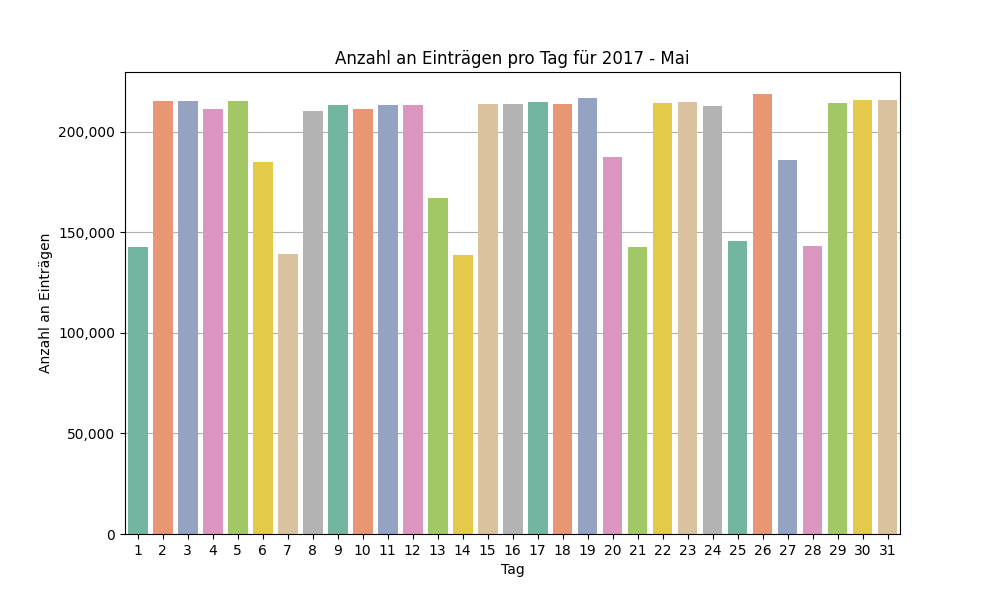 Anzahl an Einträgen pro Tag für 2017 - Mai
Anzahl an Einträgen
200,000
150,000
100,000
50,000
0
1 2 3 4 5 6 7 8 9 10 11 12 13 14 15 16 17 18 19 20 21 22 23 24 25 26 27 28 29 30 31
Tag